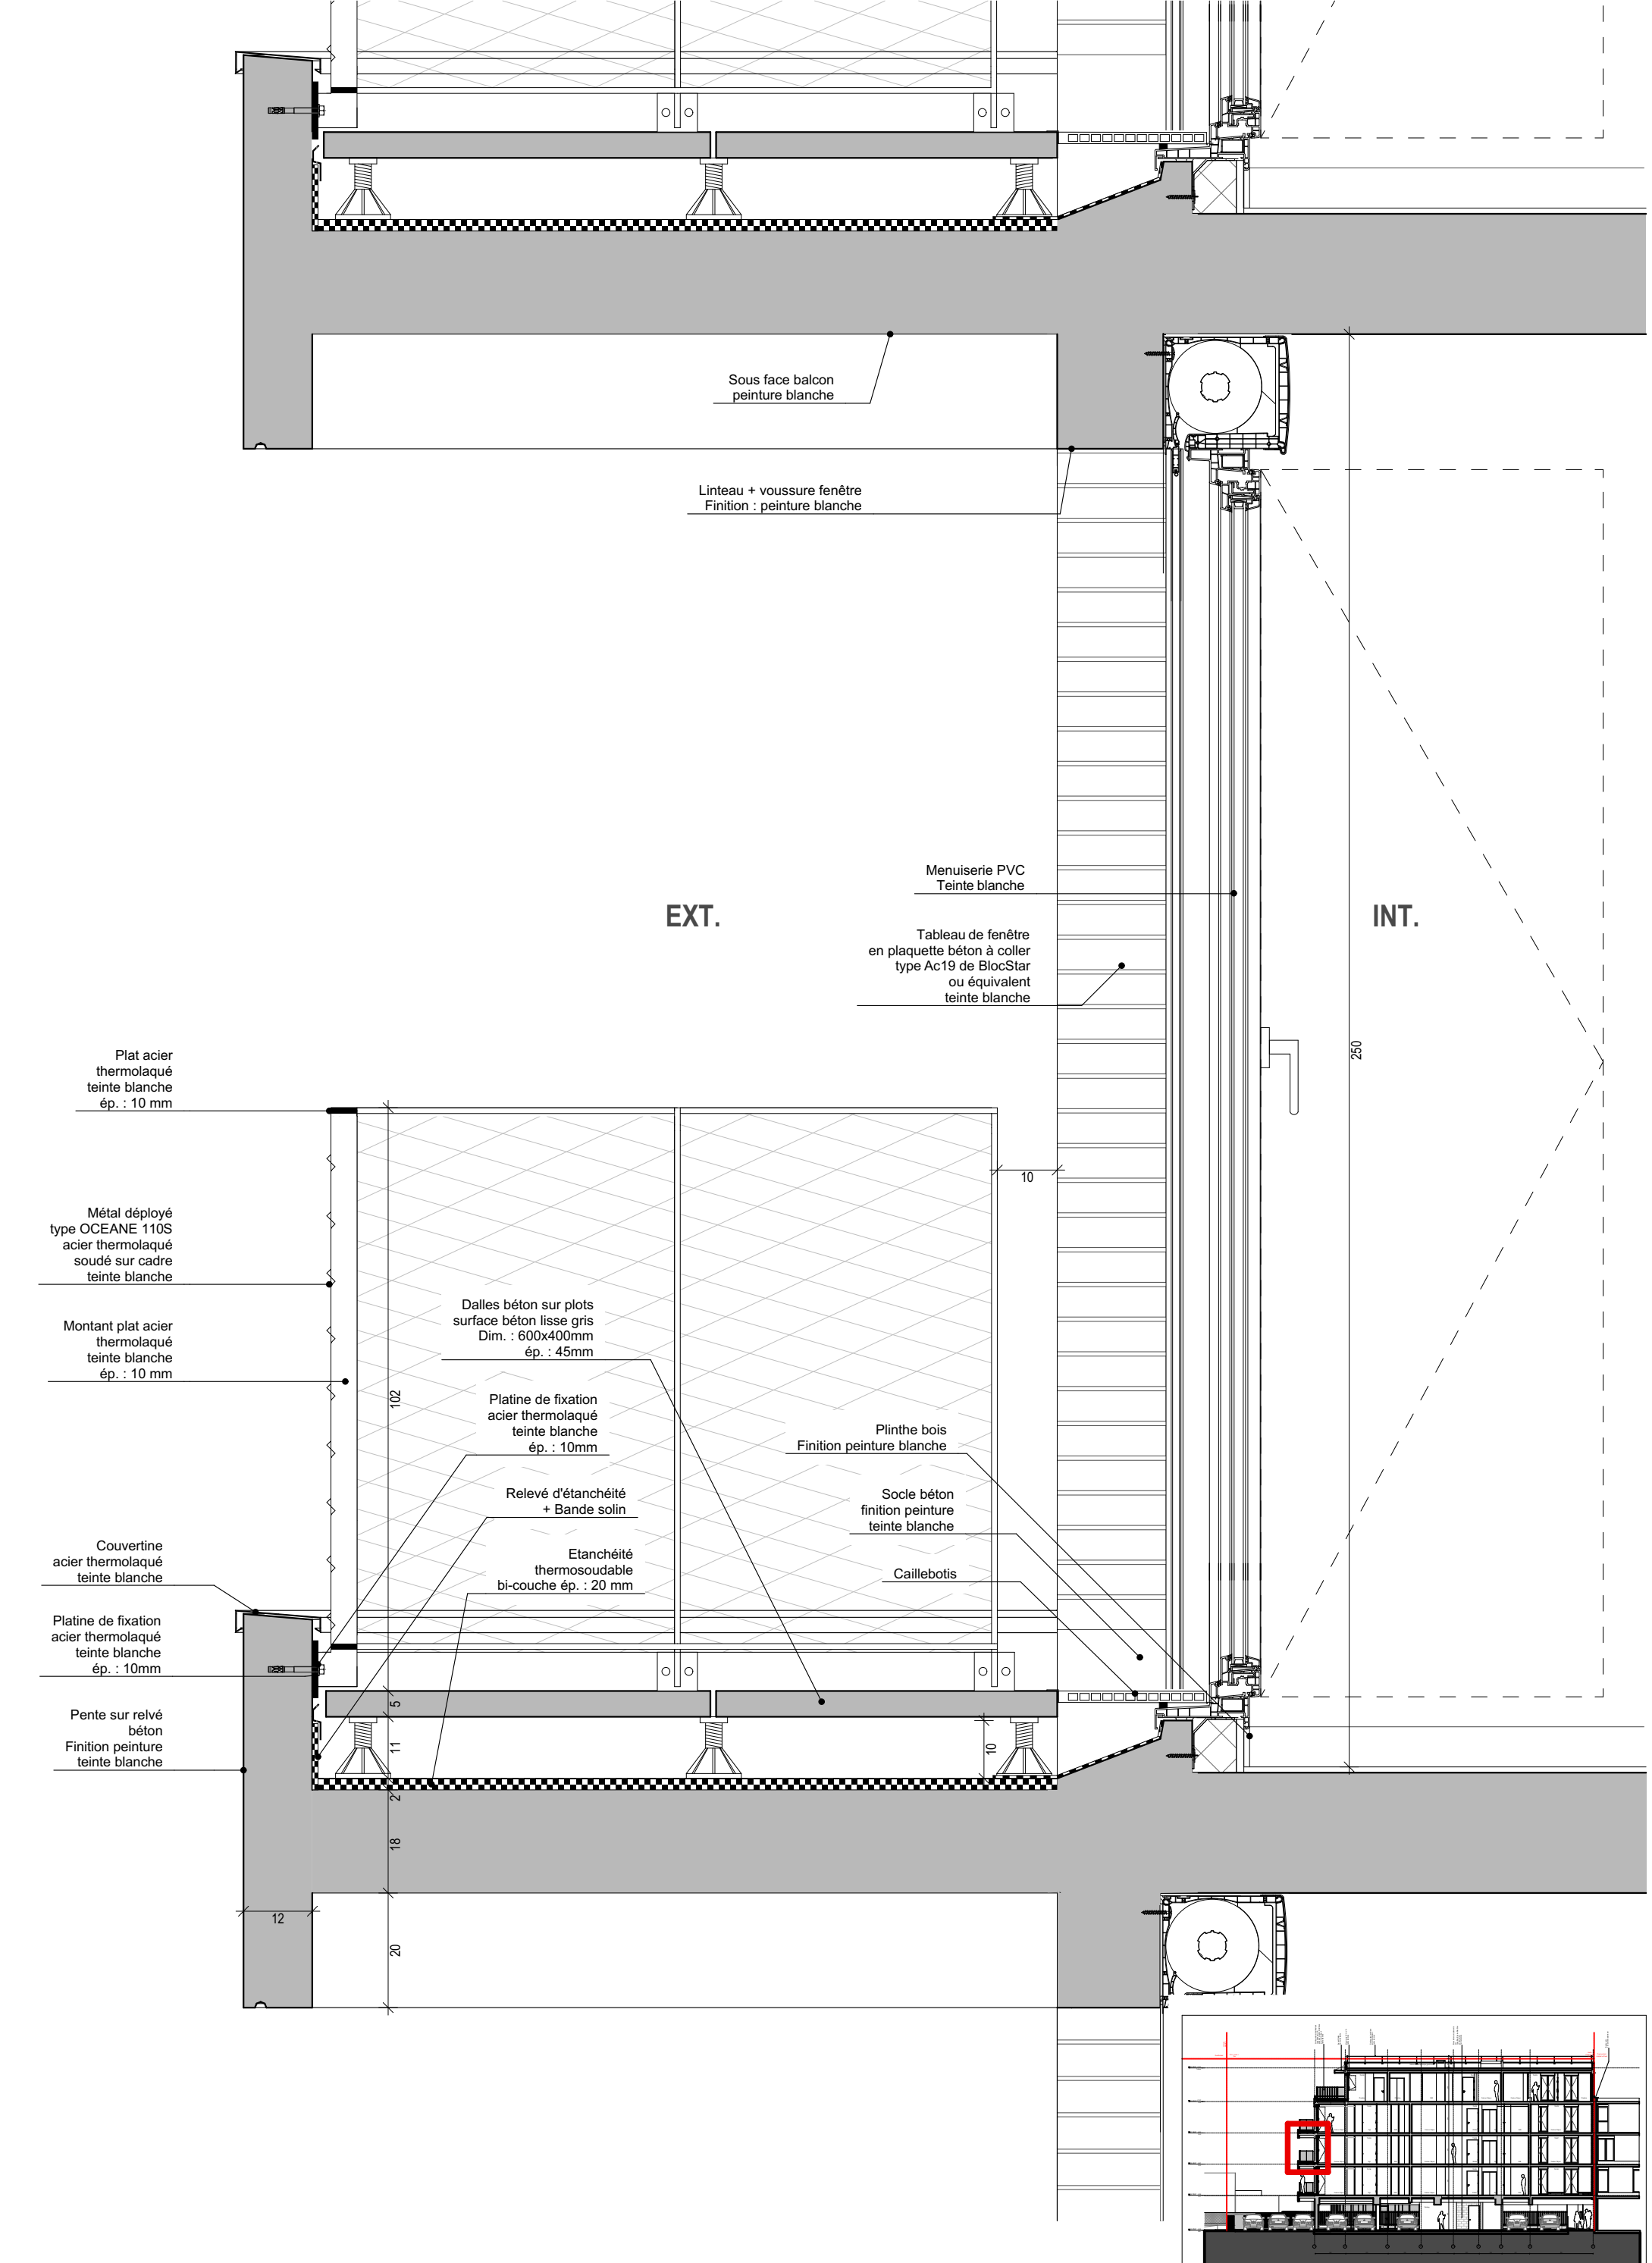 Sous face balcon
peinture blanche
Linteau + voussure fenêtre
Finition : peinture blanche
Menuiserie PVC
Teinte blanche
EXT.
INT.
Tableau de fenêtre
en plaquette béton à coller
type Ac19 de BlocStar
ou équivalent
teinte blanche
250
Plat acier
thermolaqué
teinte blanche
ép. : 10 mm
10
Métal déployé
type OCEANE 110S
acier thermolaqué
soudé sur cadre
teinte blanche
Montant plat acier
thermolaqué
teinte blanche
ép. : 10 mm
Dalles béton sur plots
surface béton lisse gris
Dim. : 600x400mm
ép. : 45mm
102
Platine de fixation
acier thermolaqué
teinte blanche
ép. : 10mm
Plinthe bois
Finition peinture blanche
Relevé d'étanchéité
+ Bande solin
Socle béton
finition peinture
teinte blanche
Etanchéité
thermosoudable
bi-couche ép. : 20 mm
Caillebotis
Couvertine
acier thermolaqué
teinte blanche
Platine de fixation
acier thermolaqué
teinte blanche
ép. : 10mm
Pente sur relvé
béton
Finition peinture
teinte blanche
5
11
10
2
18
12
20